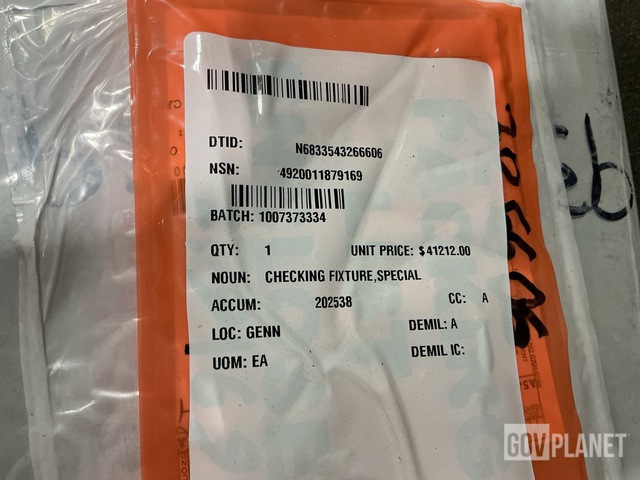 DTID: N6833543266606
NSN: 4920011879169
BATCH: 1007373334
QTY: 1 UNIT PRICE: $41212.00
NOUN: CHECKING FIXTURE,SPECIAL
ACCUM: 202538 CC: A
LOC: GENN DEMIL: A
UOM: EA DEMIL IC:
GOVPLANET